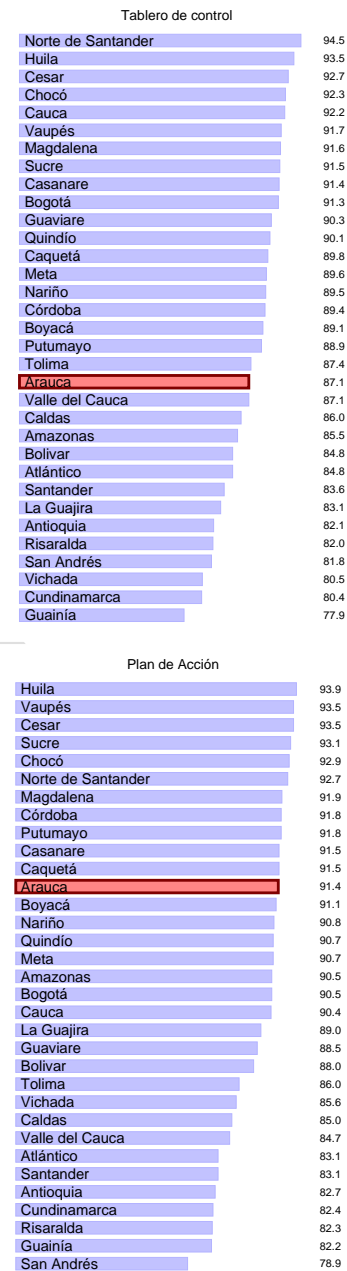 Tablero de control
Norte de Santander 94.5
Huila 93.5
Cesar 92.7
Chocó 92.3
Cauca 92.2
Vaupés 91.7
Magdalena 91.6
Sucre 91.5
Casanare 91.4
Bogotá 91.3
Guaviare 90.3
Quindío 90.1
Caquetá 89.8
Meta 89.6
Nariño 89.5
Córdoba 89.4
Boyacá 89.1
Putumayo 88.9
Tolima 87.4
Arauca 87.1
Valle del Cauca 87.1
Caldas 86.0
Amazonas 85.5
Bolivar 84.8
Atlántico 84.8
Santander 83.6
La Guajira 83.1
Antioquia 82.1
Risaralda 82.0
San Andrés 81.8
Vichada 80.5
Cundinamarca 80.4
Guainía 77.9
Plan de Acción
Huila 93.9
Vaupés 93.5
Cesar 93.5
Sucre 93.1
Chocó 92.9
Norte de Santander 92.7
Magdalena 91.9
Córdoba 91.8
Putumayo 91.8
Casanare 91.5
Caquetá 91.5
Arauca 91.4
Boyacá 91.1
Nariño 90.8
Quindío 90.7
Meta 90.7
Amazonas 90.5
Bogotá 90.5
Cauca 90.4
La Guajira 89.0
Guaviare 88.5
Bolivar 88.0
Tolima 86.0
Vichada 85.6
Caldas 85.0
Valle del Cauca 84.7
Atlántico 83.1
Santander 83.1
Antioquia 82.7
Cundinamarca 82.4
Risaralda 82.3
Guainía 82.2
San Andrés 78.9